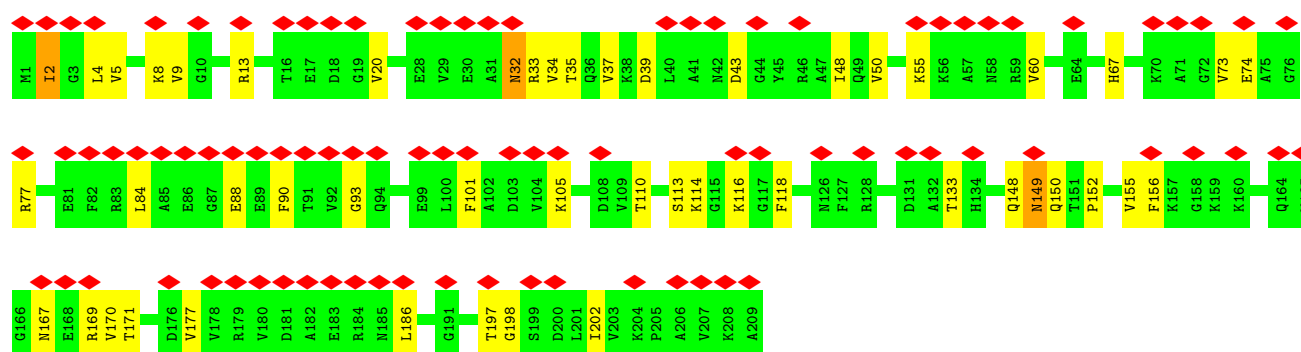 M1 I2 G3 L4 V5 K8 V9 G10 R13 T16 E17 D18 G19 V20 E28 V29 E30 A31 N32 R33 V34 T35 Q36 V37 K38 D39 L40 A41 N42 D43 G44 Y45 R46 A47 I48 Q49 V50 K55 K56 A57 N58 R59 V60 E64 H67 K70 A71 G72 V73 E74 A75 G76
R77 E81 F82 R83 L84 A85 E86 G87 E88 E89 F90 T91 V92 G93 Q94 E99 L100 F101 A102 D103 V104 K105 D108 V109 T110 S113 K114 G115 K116 G117 F118 N126 F127 R128 D131 A132 T133 H134 Q148 N149 Q150 T151 P152 V155 F156 K157 G158 K159 K160 Q164
G166 N167 E168 R169 V170 T171 D176 V177 V178 R179 V180 D181 A182 E183 R184 N185 L186 G191 T197 G198 S199 D200 L201 I202 V203 K204 P205 A206 V207 K208 A209